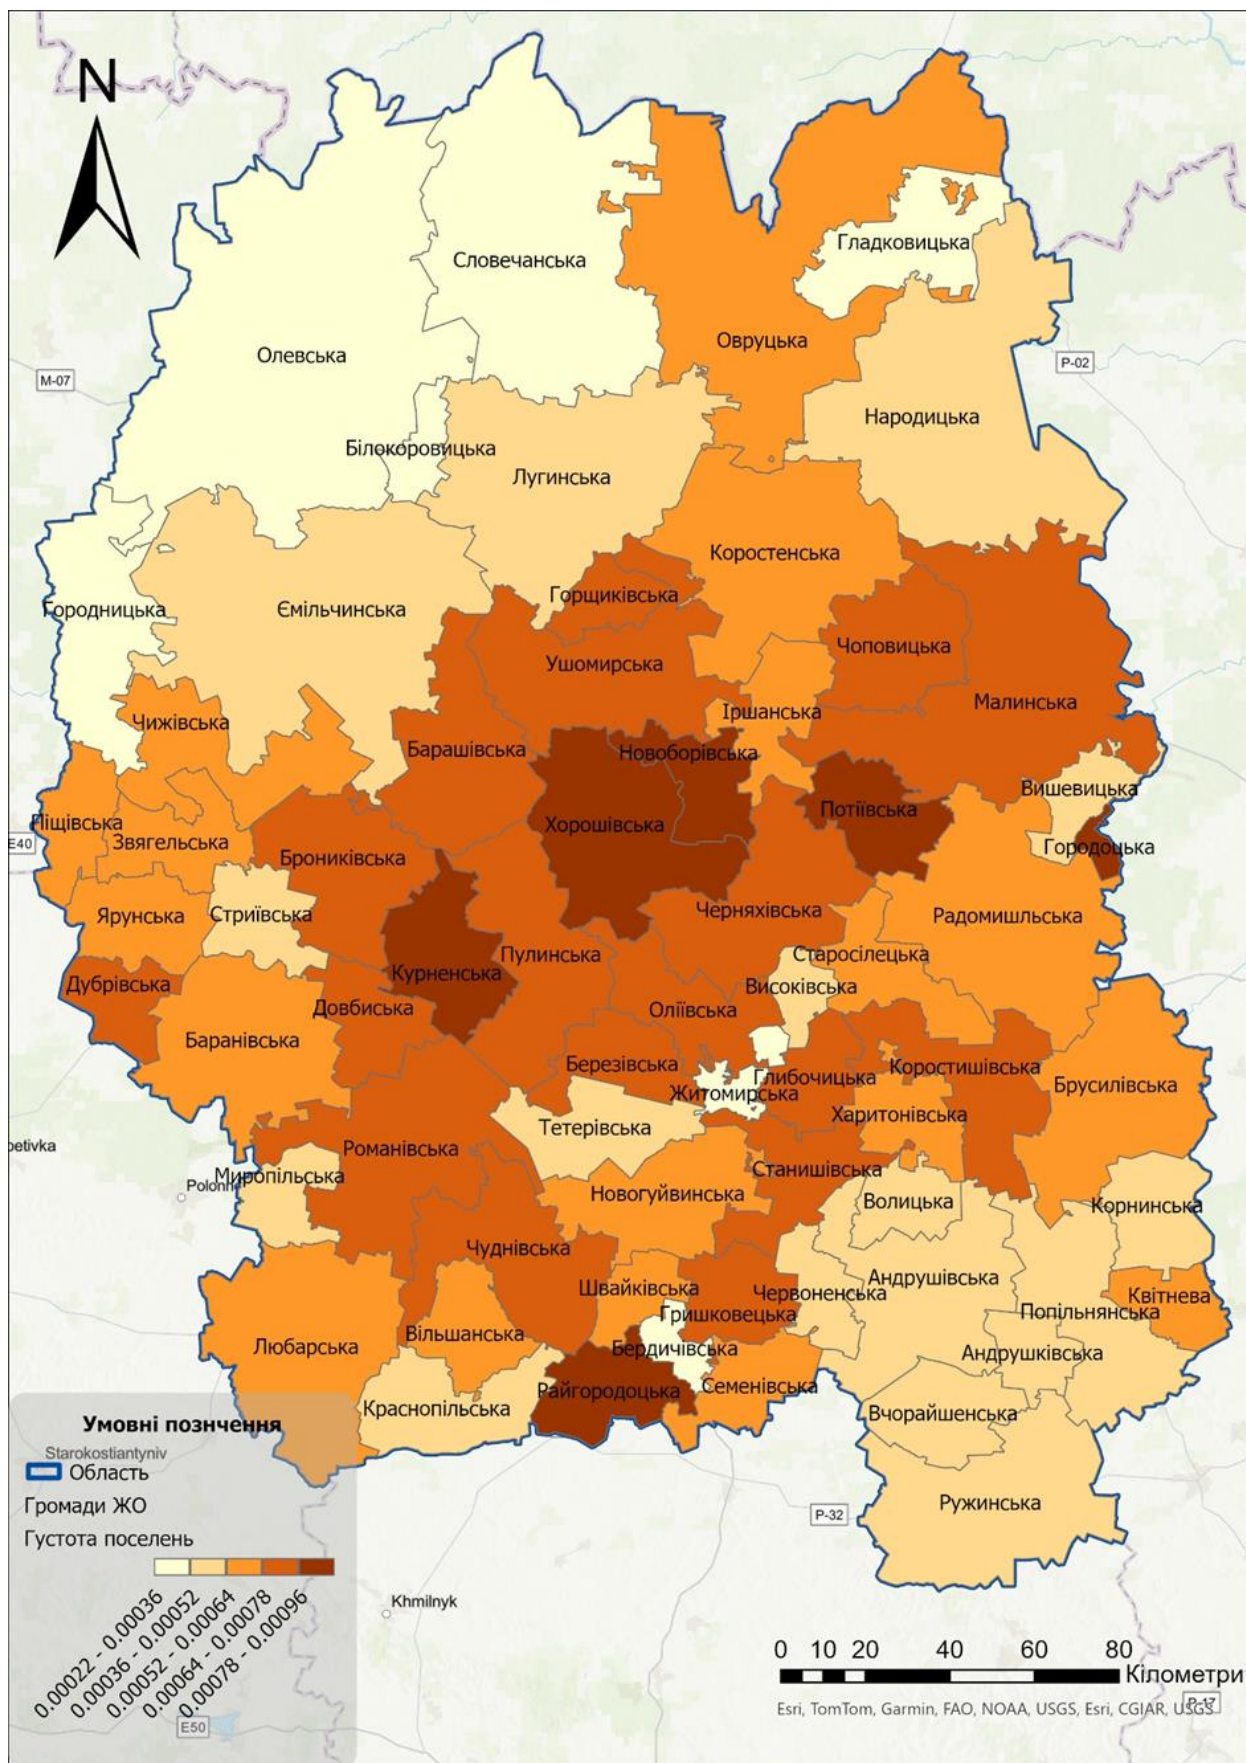 N
Гладковицька
Словечанська
Овруцька
Олевська
P-02
M-07
Народицька
Білокоровицька
Лугинська
Коростенська
Горщиківська
Городницька
Ємільчинська
Чоповицька
Ушомирська
Малинська
Іршанська
Чижівська
Барашівська
Новоборівська
Вишевицька
Потіївська
Піщівська
Хорошівська
Звягельська
E40
Городоцька
Брониківська
Черняхівська
Ярунська
Стриївська
Радомишльська
Пулинська
Старосілецька
Курненська
Дубрівська
Високівська
Довбиська
Оліївська
Баранівська
Березівська
Коростишівська
Глибочицька
Брусилівська
Житомирська
Харитонівська
Тетерівська
petivka
Романівська
Станишівська
Миропільська
Polonn
Новогуйвинська
Волицька
Корнинська
Чуднівська
Андрушівська
Швайківська
Червоненська
Квітнева
Гришковецька
Попільнянська
Вільшанська
Любарська
Бердичівська
Андрушківська
Райгородоцька
Семенівська
Краснопільська
Вчорайшенська
Умовні познчення
Starokostiantyniv
Область
Ружинська
Громади ЖО
P-32
Густота поселень
0.00022 - 0.00036
0.00036 - 0.00052
0.00052 - 0.00064
0.00064 - 0.00078
0.00078 - 0.00096
Khmilnyk
0 10 20 40 60 80
Кілометри
E50
P-17
Esri, TomTom, Garmin, FAO, NOAA, USGS, Esri, CGIAR, USGS